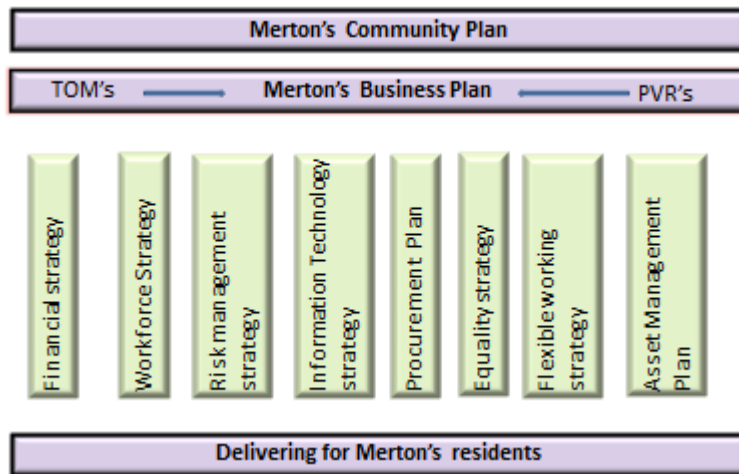 Merton's Community Plan
TOM's Merton's Business Plan PVR's
Financial strategy
Workforce Strategy
Risk management
strategy
Information Technology
strategy
Procurement Plan
Equality strategy
Flexible working
strategy
Asset Management
Plan
Delivering for Merton's residents